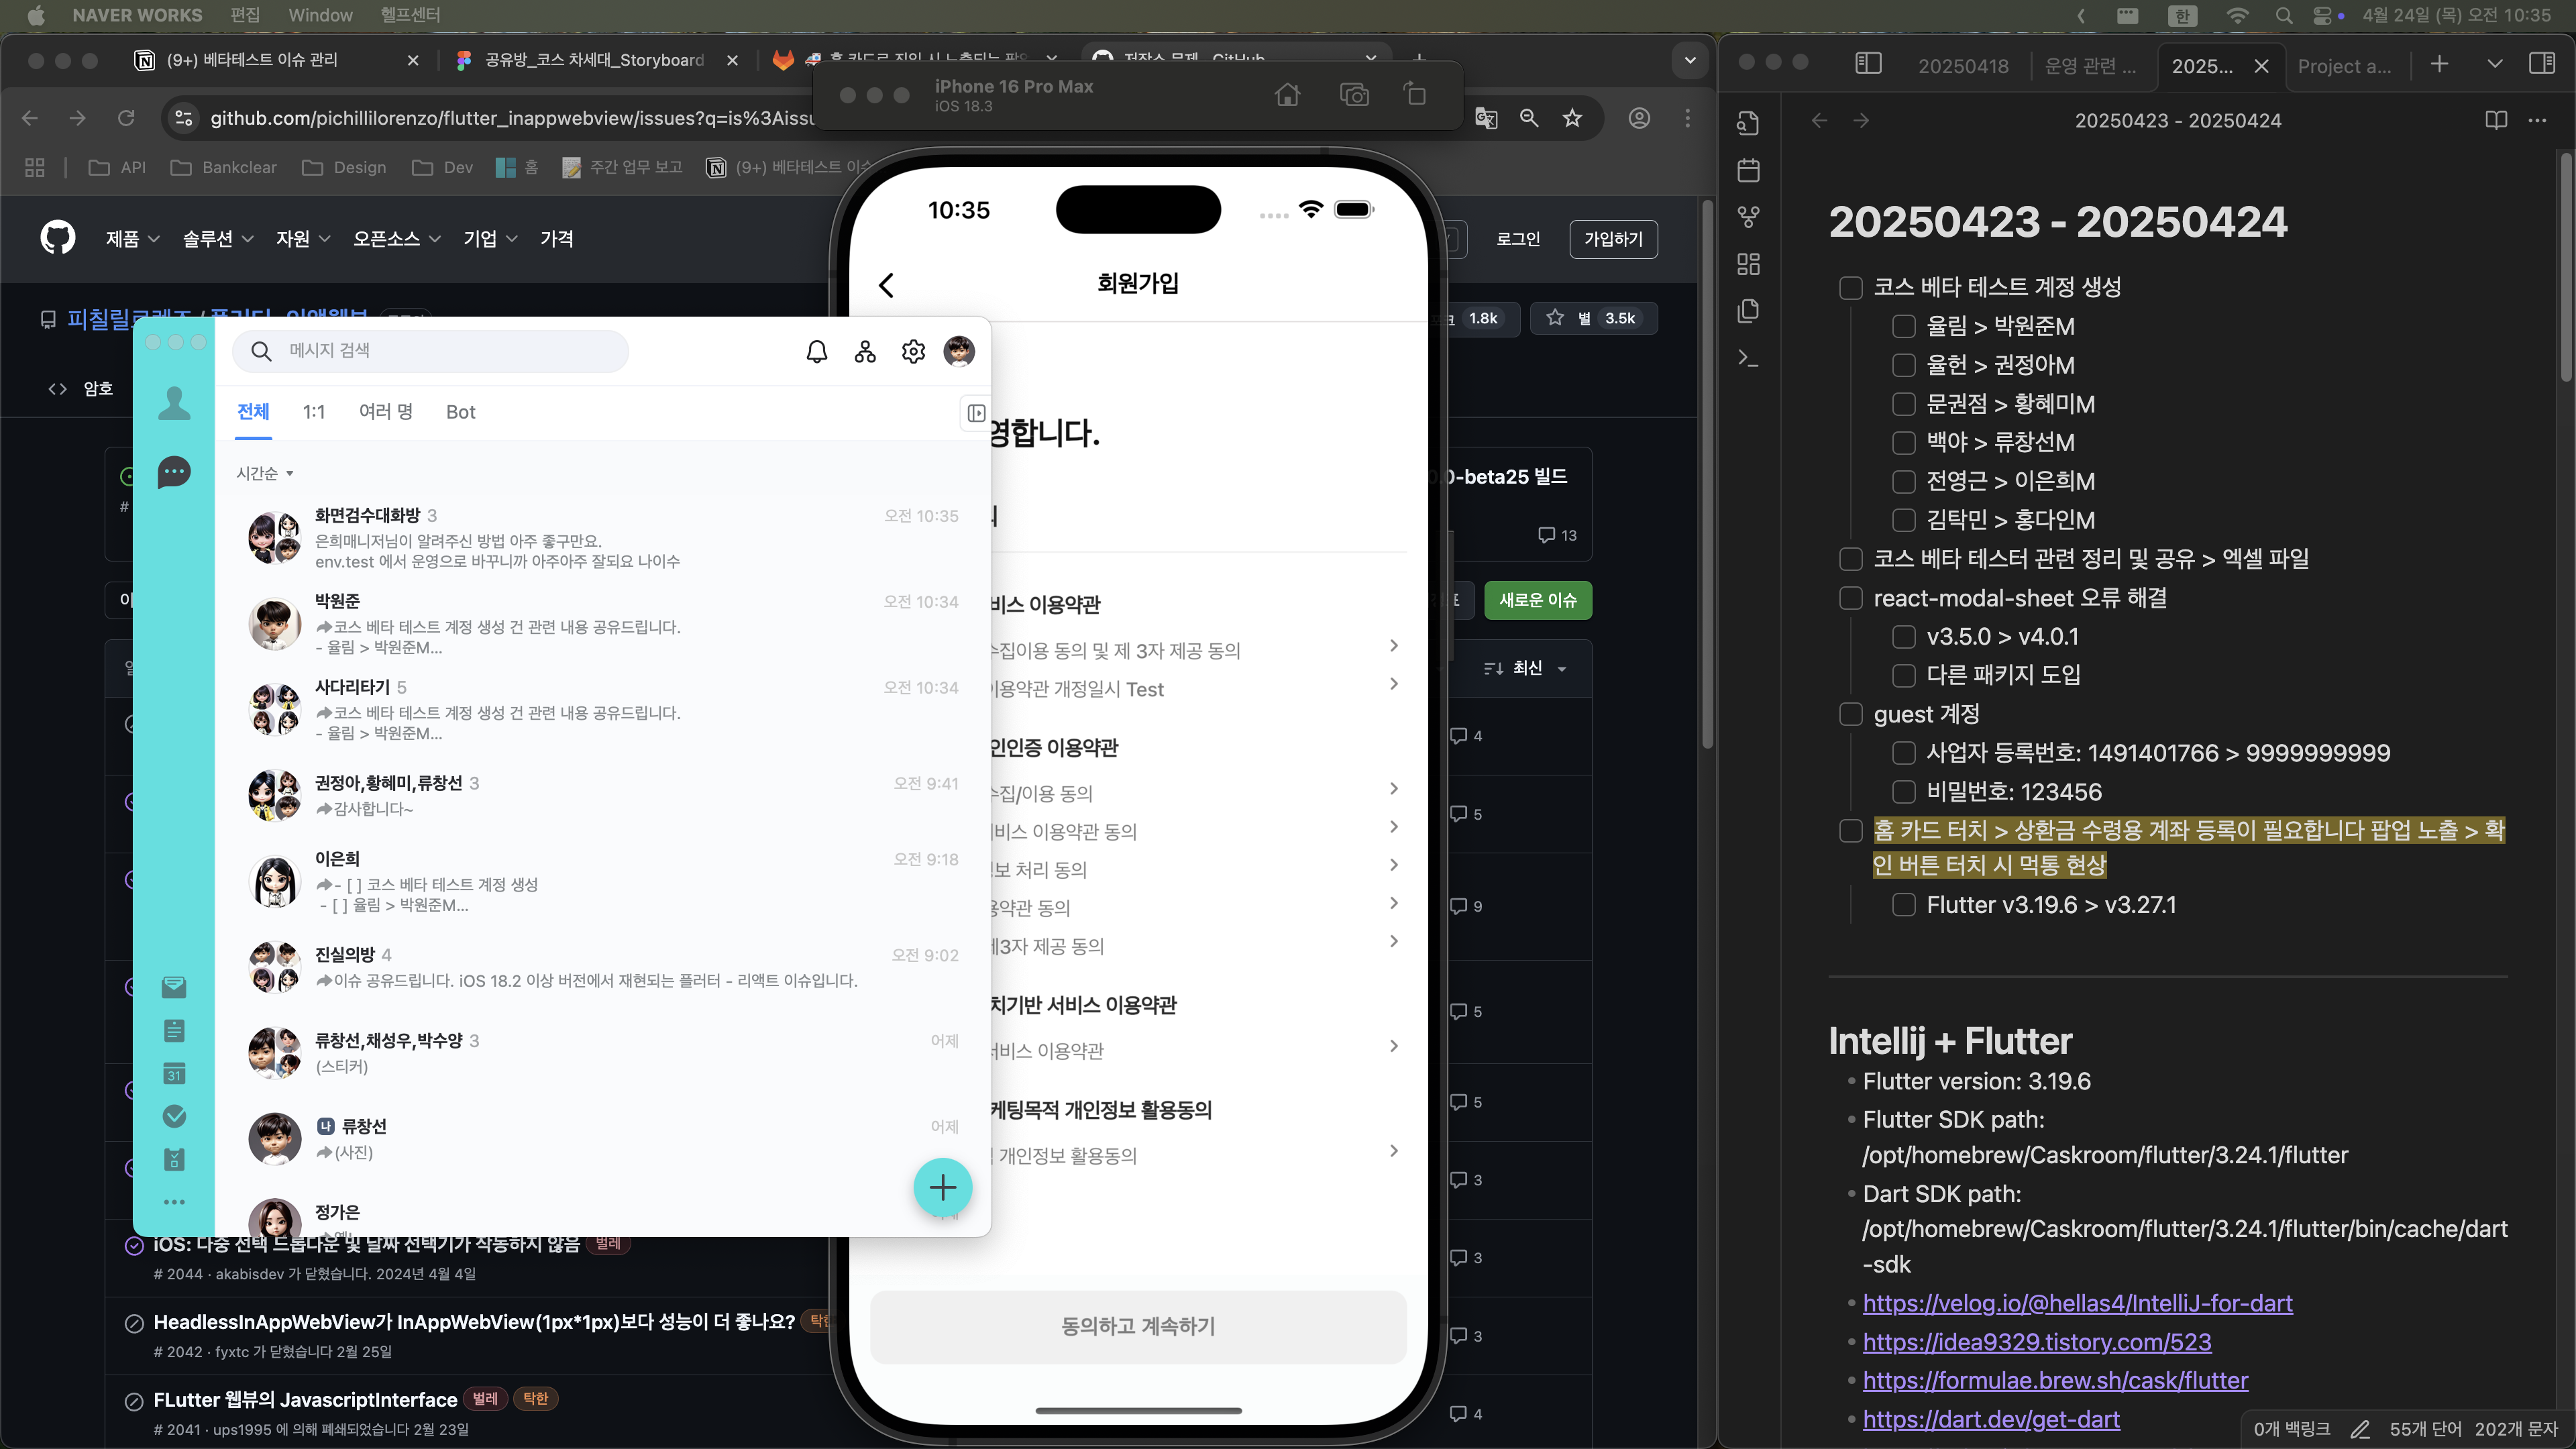 NAVER WORKS 편집 Window 헬프센터
한 4월 24일 (목) 오전 10:35
(9+) 베타테스트 이슈 관리
공유방_코스 차세대_Storyboard
github.com/pichillilorenzo/flutter_inappwebview/issues?q=is%3Aissu
API Bankclear Design Dev 홈 주간 업무 보고 (9+) 베타테스트 이슈
제품 솔루션 자원 오픈소스 기업 가격
로그인 가입하기
1.8k 별 3.5k
암호
0-beta25 빌드
13
새로운 이슈
최신
4
5
9
5
5
3
3
3
4
iOS: 다중 선택 드롭다운 및 날짜 선택기가 작동하지 않음 벌레
# 2044 · akabisdev 가 닫혔습니다. 2024년 4월 4일
HeadlessInAppWebView가 InAppWebView(1px*1px)보다 성능이 더 좋나요?
# 2042 · fyxtc 가 닫혔습니다 2월 25일
FLutter 웹뷰의 JavascriptInterface 벌레 탁한
# 2041 · ups1995 에 의해 폐쇄되었습니다 2월 23일
iPhone 16 Pro Max
iOS 18.3
10:35
회원가입
영합니다.
비스 이용약관
수집이용 동의 및 제 3자 제공 동의
이용약관 개정일시 Test
인인증 이용약관
수집/이용 동의
비스 이용약관 동의
보 처리 동의
용약관 동의
제3자 제공 동의
치기반 서비스 이용약관
서비스 이용약관
케팅목적 개인정보 활용동의
개인정보 활용동의
동의하고 계속하기
메시지 검색
전체 1:1 여러 명 Bot
시간순
화면검수대화방 3 오전 10:35
은희매니저님이 알려주신 방법 아주 좋구만요.
env.test 에서 운영으로 바꾸니까 아주아주 잘되요 나이수
박원준 오전 10:34
코스 베타 테스트 계정 생성 건 관련 내용 공유드립니다.
- 율림 > 박원준M...
사다리타기 5 오전 10:34
코스 베타 테스트 계정 생성 건 관련 내용 공유드립니다.
- 율림 > 박원준M...
권정아,황혜미,류창선 3 오전 9:41
감사합니다~
이은희 오전 9:18
- [ ] 코스 베타 테스트 계정 생성
- [ ] 율림 > 박원준M...
진실의방 4 오전 9:02
이슈 공유드립니다. iOS 18.2 이상 버전에서 재현되는 플러터 - 리액트 이슈입니다.
류창선,채성우,박수양 3 어제
(스티커)
나 류창선 어제
(사진)
정가은
31
20250418 운영 관련 ... 2025... Project a...
20250423 - 20250424
20250423 - 20250424
코스 베타 테스트 계정 생성
율림 > 박원준M
율헌 > 권정아M
문권점 > 황혜미M
백야 > 류창선M
전영근 > 이은희M
김탁민 > 홍다인M
코스 베타 테스터 관련 정리 및 공유 > 엑셀 파일
react-modal-sheet 오류 해결
v3.5.0 > v4.0.1
다른 패키지 도입
guest 계정
사업자 등록번호: 1491401766 > 9999999999
비밀번호: 123456
홈 카드 터치 > 상환금 수령용 계좌 등록이 필요합니다 팝업 노출 > 확
인 버튼 터치 시 먹통 현상
Flutter v3.19.6 > v3.27.1
Intellij + Flutter
Flutter version: 3.19.6
Flutter SDK path:
/opt/homebrew/Caskroom/flutter/3.24.1/flutter
Dart SDK path:
/opt/homebrew/Caskroom/flutter/3.24.1/flutter/bin/cache/dart
-sdk
https://velog.io/@hellas4/IntelliJ-for-dart
https://idea9329.tistory.com/523
https://formulae.brew.sh/cask/flutter
https://dart.dev/get-dart
0개 백링크 55개 단어 202개 문자